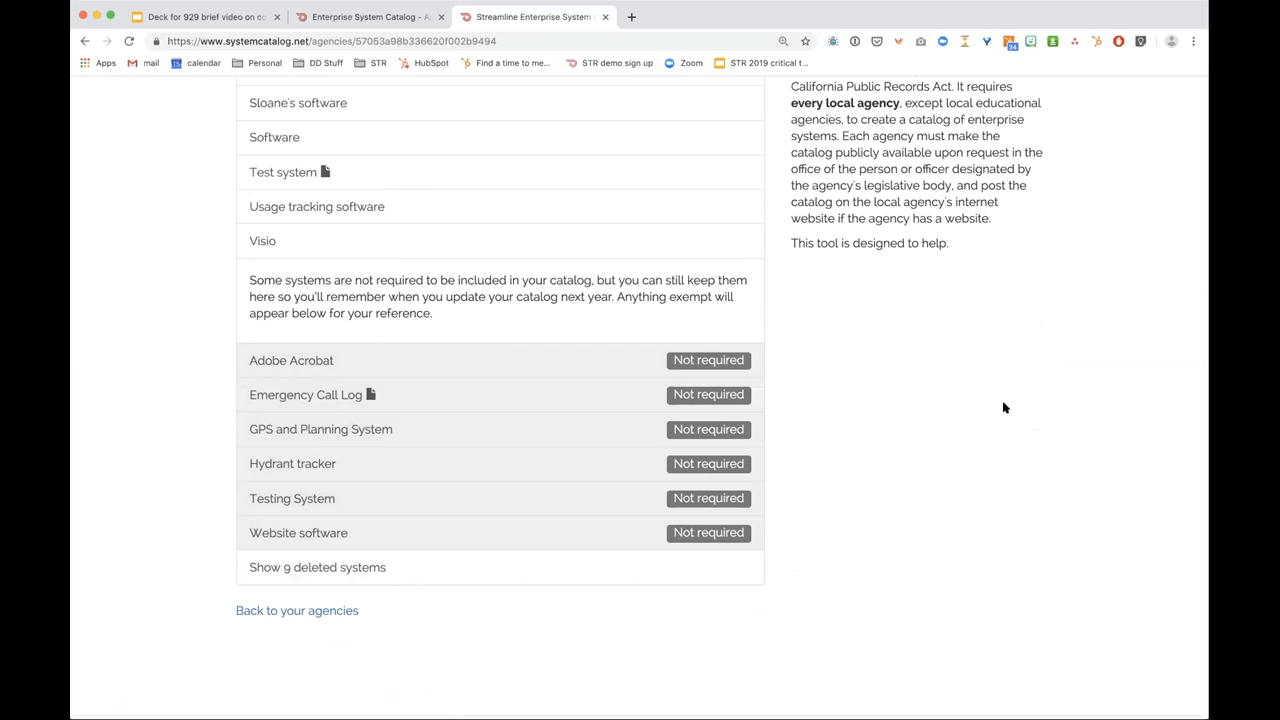 Deck for 929 brief video on co
Enterprise System Catalog - A
Streamline Enterprise System
https://www.systemcatalog.net/agencies/57053a98b336620f002b9494
34
Apps
mail
calendar
Personal
DD Stuff
STR
HubSpot
Find a time to me...
STR demo sign up
Zoom
STR 2019 critical t...
Sloane's software
Software
Test system
Usage tracking software
Visio
Some systems are not required to be included in your catalog, but you can still keep them
here so you'll remember when you update your catalog next year. Anything exempt will
appear below for your reference.
Adobe Acrobat Not required
Emergency Call Log Not required
GPS and Planning System Not required
Hydrant tracker Not required
Testing System Not required
Website software Not required
Show 9 deleted systems
Back to your agencies
California Public Records Act. It requires
every local agency, except local educational
agencies, to create a catalog of enterprise
systems. Each agency must make the
catalog publicly available upon request in the
office of the person or officer designated by
the agency's legislative body, and post the
catalog on the local agency's internet
website if the agency has a website.
This tool is designed to help.